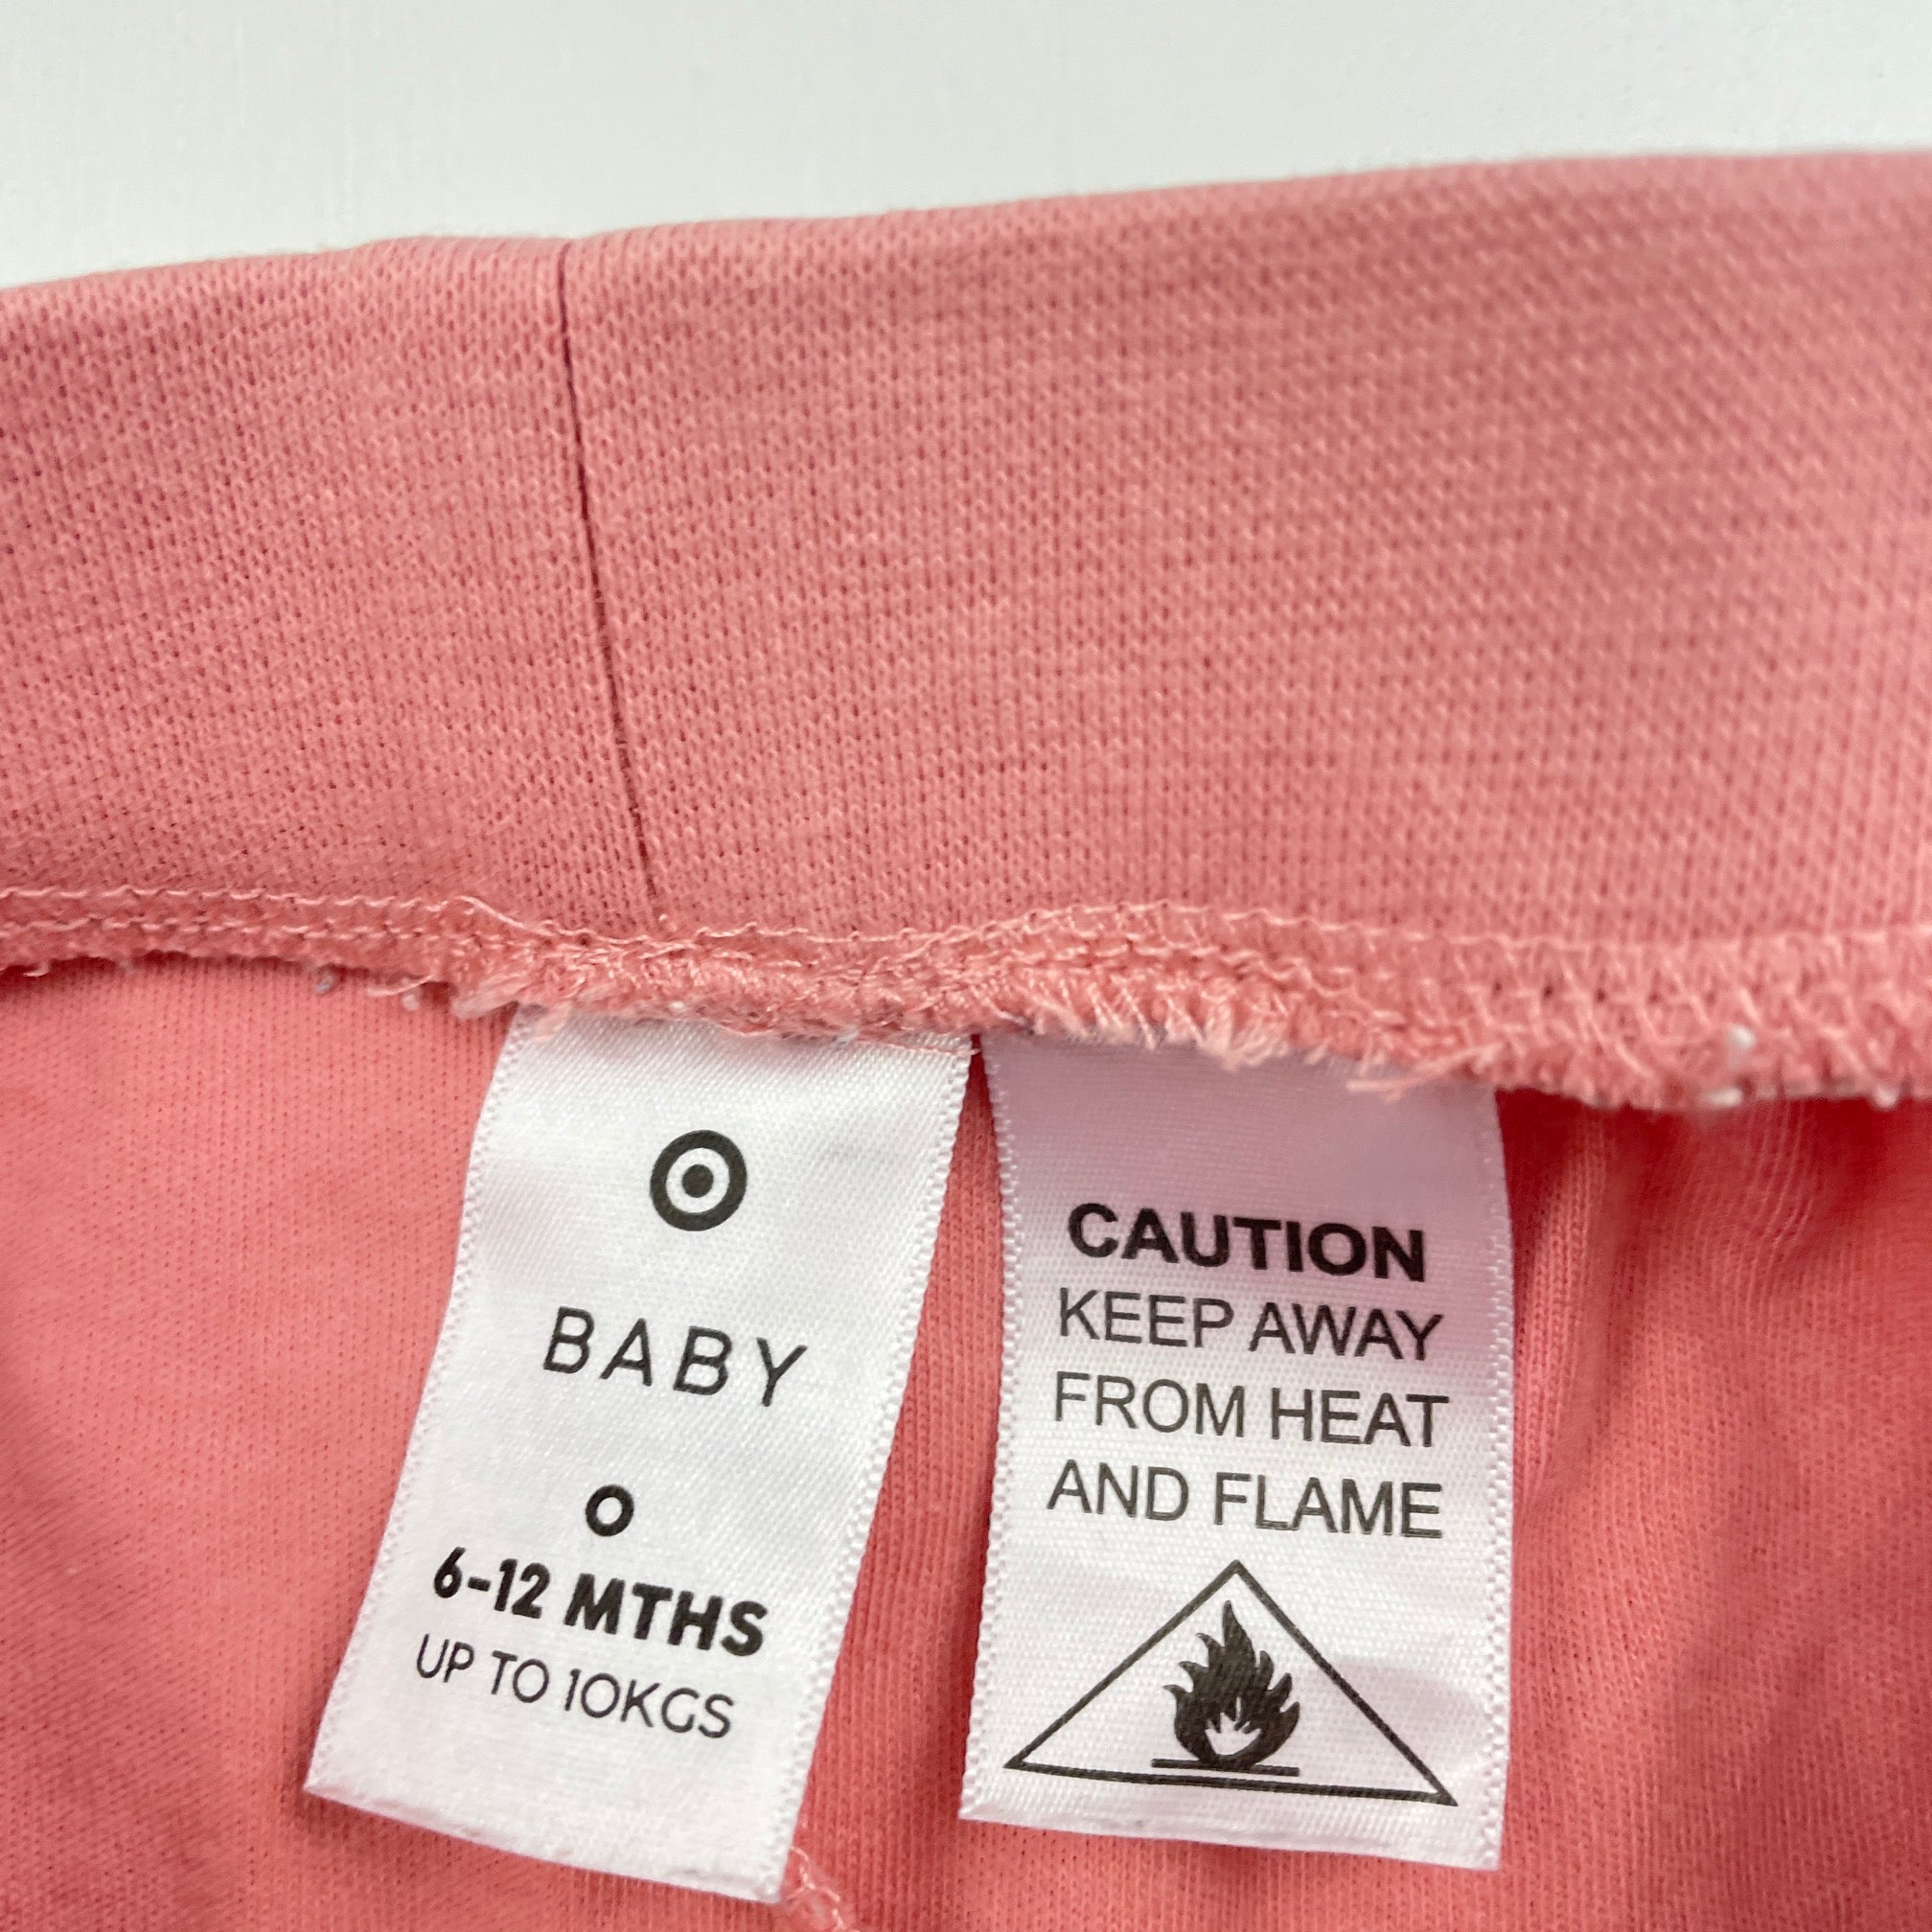 BABY
O
6-12 MTHS
UP TO 10KGS
CAUTION
KEEP AWAY
FROM HEAT
AND FLAME